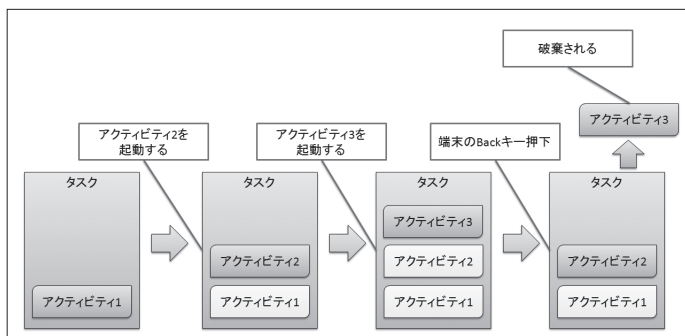 破棄される
アクティビティ3
アクティビティ2を
起動する
アクティビティ3を
起動する
端末のBackキー押下
タスク
アクティビティ1
タスク
アクティビティ2
アクティビティ1
タスク
アクティビティ3
アクティビティ2
アクティビティ1
タスク
アクティビティ2
アクティビティ1